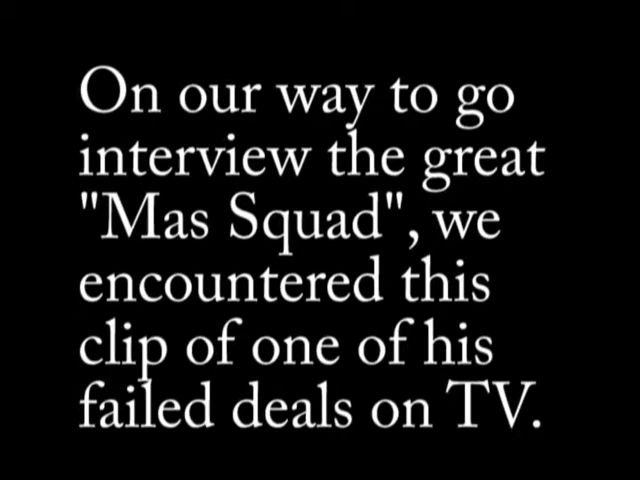 On our way to go
interview the great
"Mas Squad", we
encountered this
clip of one of his
failed deals on TV.